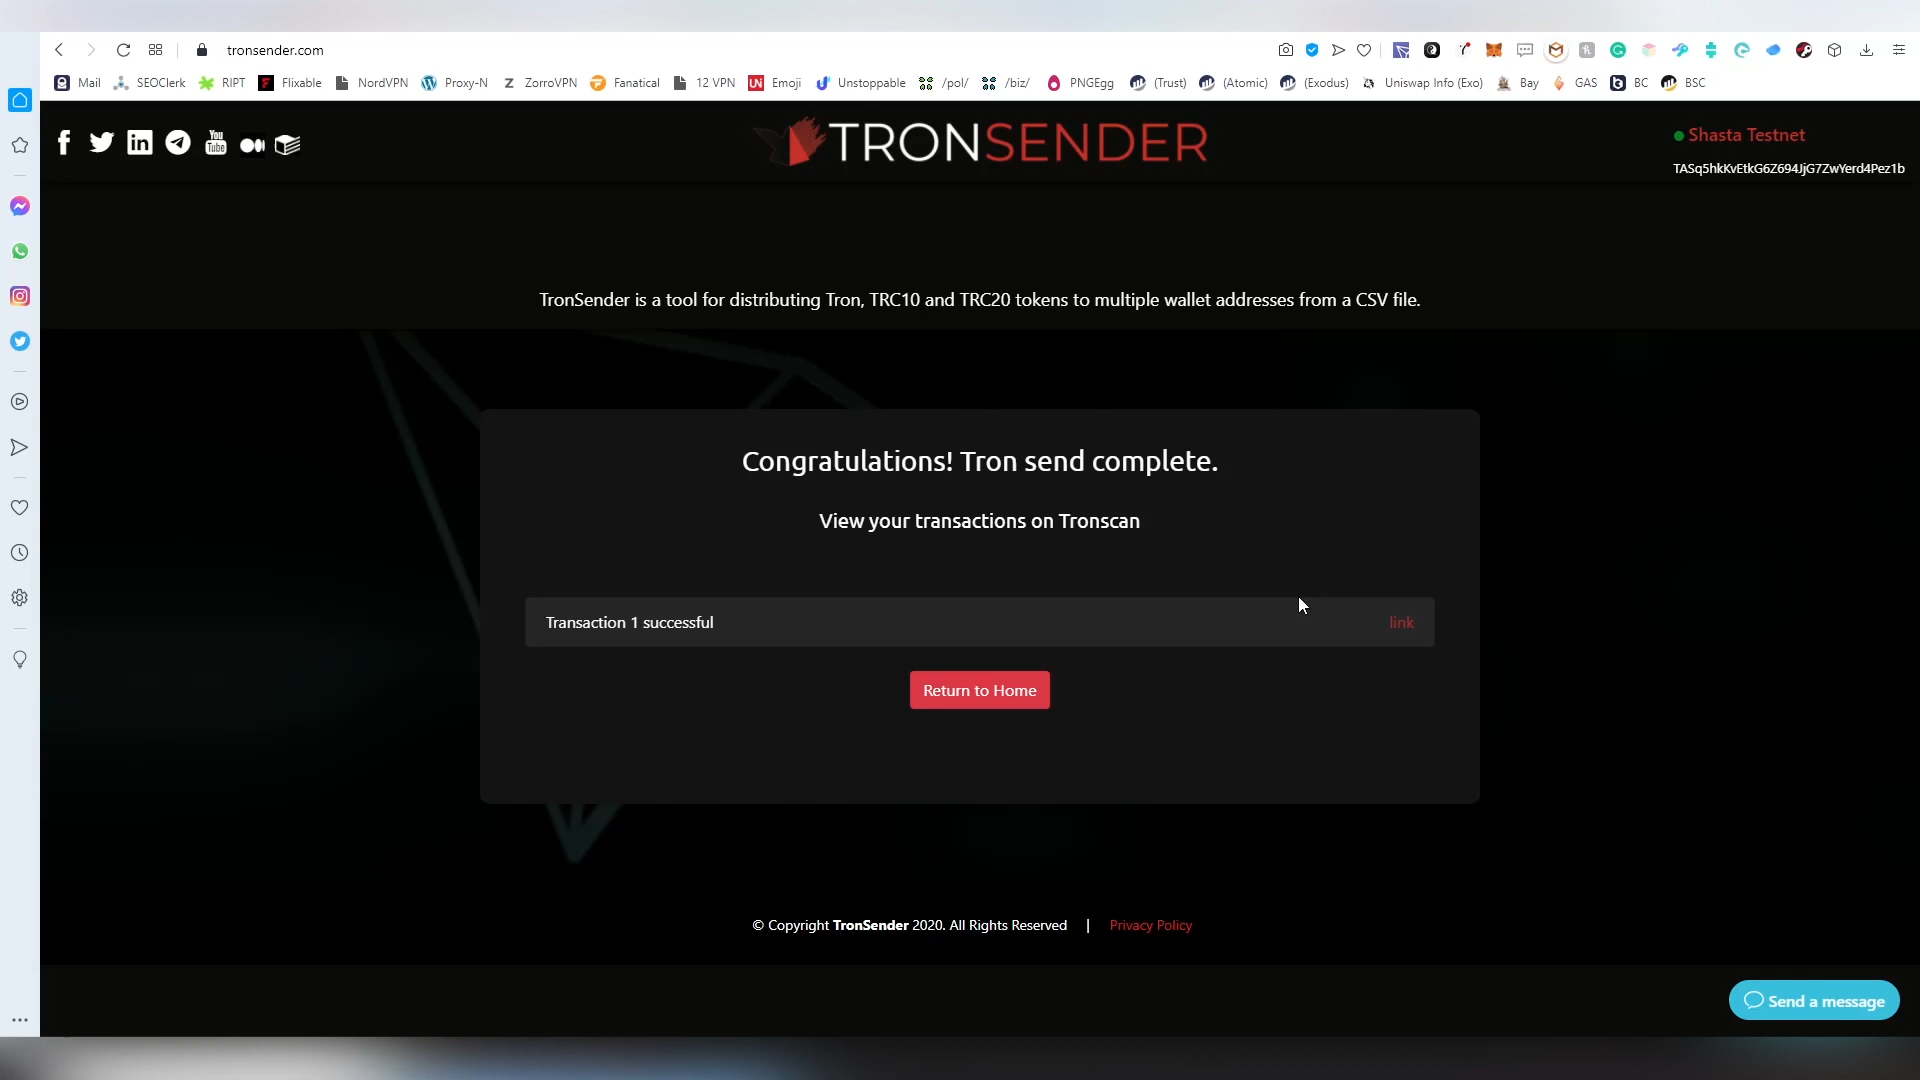 tronsender.com
Mail SEOClerk RIPT Flixable NordVPN Proxy-N ZorroVPN Fanatical 12 VPN Emoji Unstoppable /pol/ /biz/ PNGEgg (Trust) (Atomic) (Exodus) Uniswap Info (Exo) Bay GAS BC BSC
You Tube
TRONSENDER
Shasta Testnet
TASq5hkKvEtkG6Z694JjG7ZwYerd4Pez1b
TronSender is a tool for distributing Tron, TRC10 and TRC20 tokens to multiple wallet addresses from a CSV file.
Congratulations! Tron send complete.
View your transactions on Tronscan
Transaction 1 successful link
Return to Home
© Copyright TronSender 2020. All Rights Reserved | Privacy Policy
Send a message